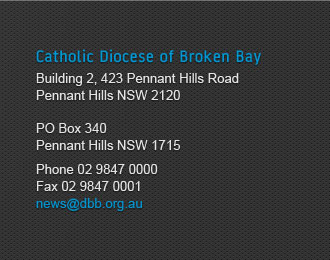 Catholic Diocese of Broken Bay
Building 2, 423 Pennant Hills Road
Pennant Hills NSW 2120
PO Box 340
Pennant Hills NSW 1715
Phone 02 9847 0000
Fax 02 9847 0001
news@dbb.org.au